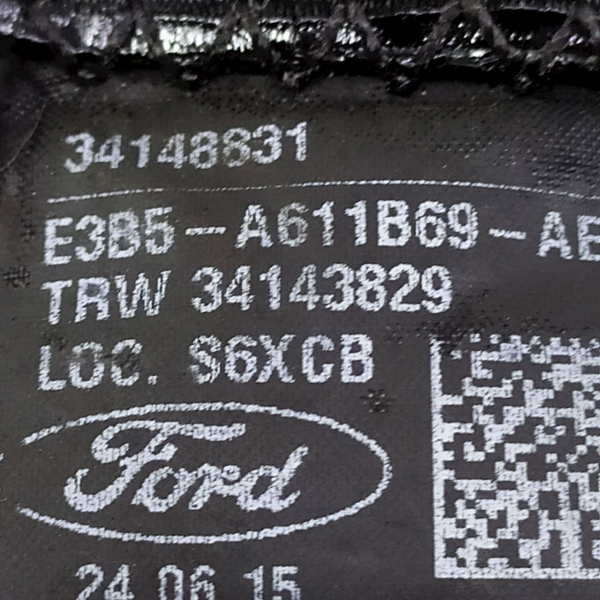 34148831
E3B5-A611B69-AE
TRW 34143829
LOC. S6XCB
Ford
24 06 15